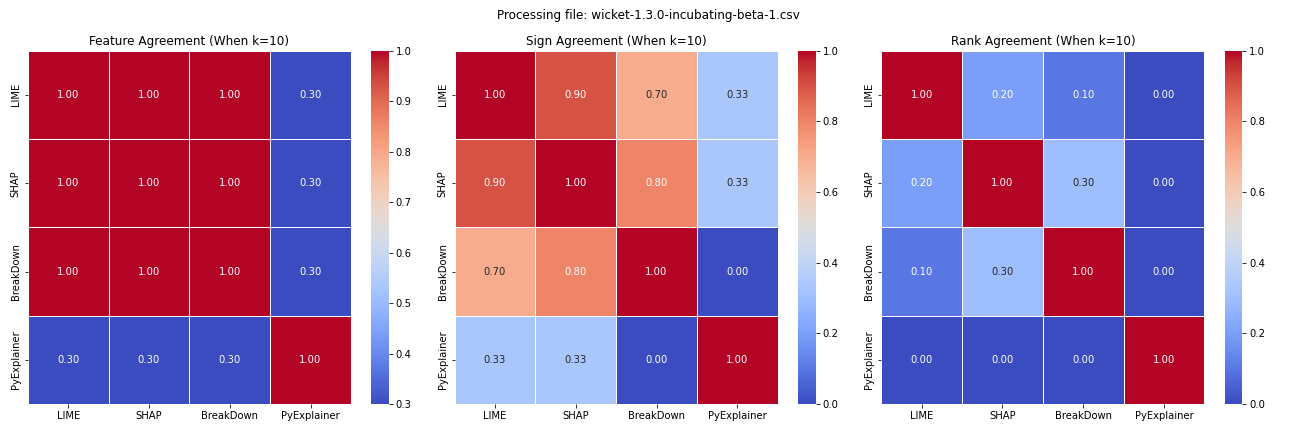 Processing file: wicket-1.3.0-incubating-beta-1.csv
Feature Agreement (When k=10)
LIME 1.00 1.00 1.00 0.30
SHAP 1.00 1.00 1.00 0.30
BreakDown 1.00 1.00 1.00 0.30
PyExplainer 0.30 0.30 0.30 1.00
LIME SHAP BreakDown PyExplainer
1.0
0.9
0.8
0.7
0.6
0.5
0.4
0.3
Sign Agreement (When k=10)
LIME 1.00 0.90 0.70 0.33
SHAP 0.90 1.00 0.80 0.33
BreakDown 0.70 0.80 1.00 0.00
PyExplainer 0.33 0.33 0.00 1.00
LIME SHAP BreakDown PyExplainer
1.0
0.8
0.6
0.4
0.2
0.0
Rank Agreement (When k=10)
LIME 1.00 0.20 0.10 0.00
SHAP 0.20 1.00 0.30 0.00
BreakDown 0.10 0.30 1.00 0.00
PyExplainer 0.00 0.00 0.00 1.00
LIME SHAP BreakDown PyExplainer
1.0
0.8
0.6
0.4
0.2
0.0